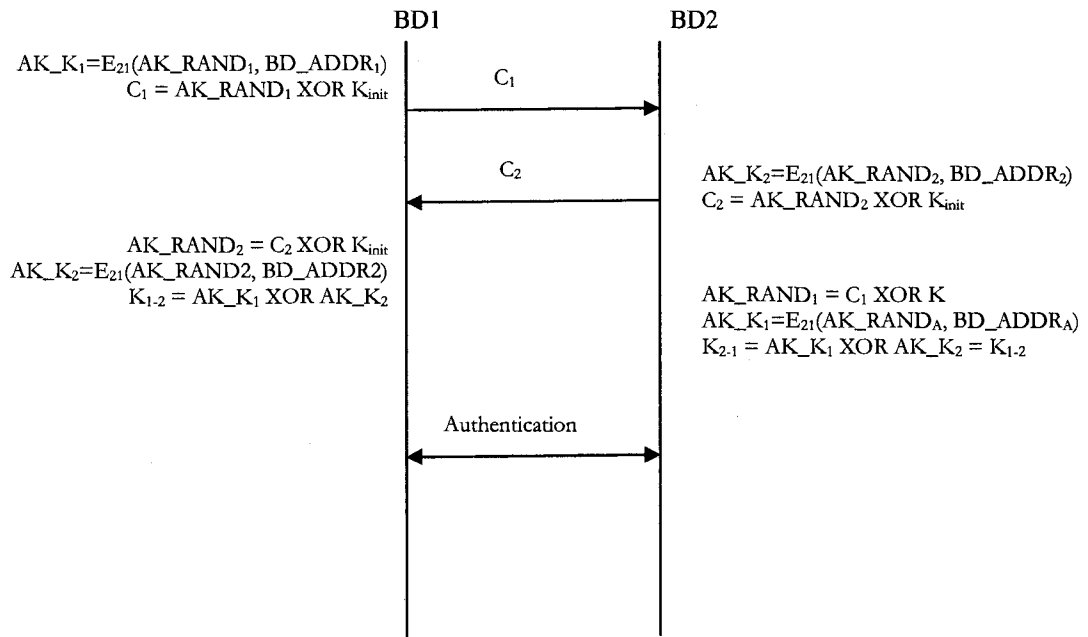 BD1
BD2
AK_K₁=E₂₁(AK_RAND₁, BD_ADDR₁)
C₁ = AK_RAND₁ XOR Kᵢₙᵢₜ
C₁
C₂
AK_K₂=E₂₁(AK_RAND₂, BD_ADDR₂)
C₂ = AK_RAND₂ XOR Kᵢₙᵢₜ
AK_RAND₂ = C₂ XOR Kᵢₙᵢₜ
AK_K₂=E₂₁(AK_RAND2, BD_ADDR2)
K₁₋₂ = AK_K₁ XOR AK_K₂
AK_RAND₁ = C₁ XOR K
AK_K₁=E₂₁(AK_RAND_A, BD_ADDR_A)
K₂₋₁ = AK_K₁ XOR AK_K₂ = K₁₋₂
Authentication